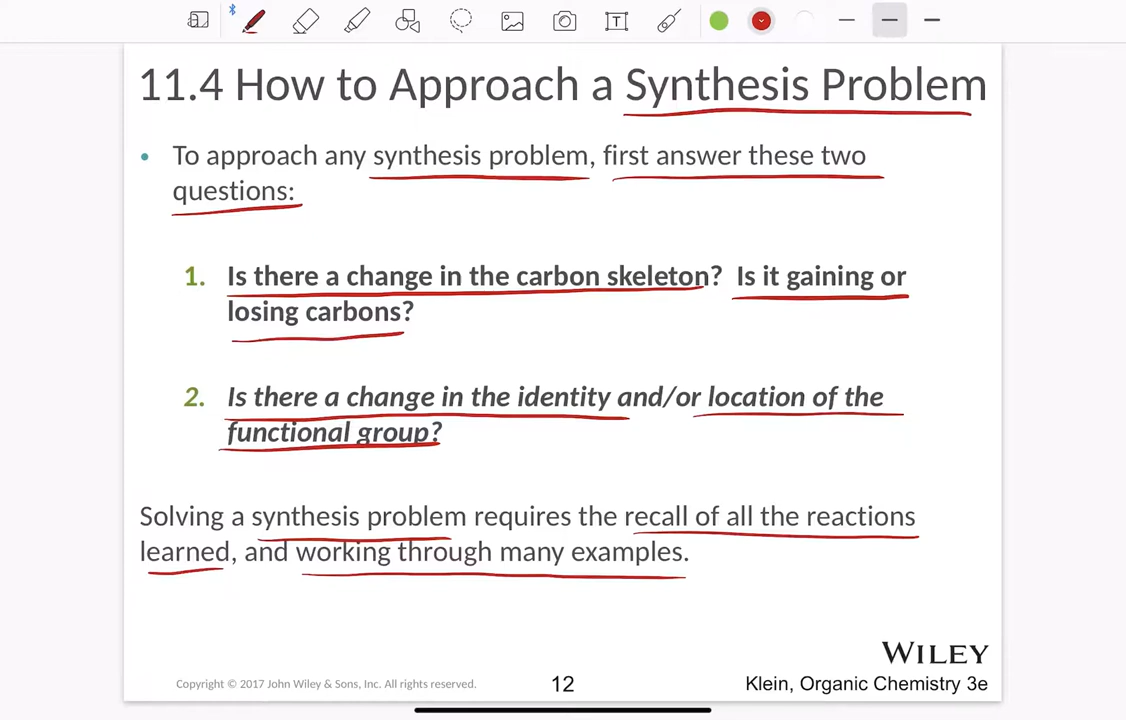 T
11.4 How to Approach a Synthesis Problem
• To approach any synthesis problem, first answer these two
questions:
1. Is there a change in the carbon skeleton? Is it gaining or
losing carbons?
2. Is there a change in the identity and/or location of the
functional group?
Solving a synthesis problem requires the recall of all the reactions
learned, and working through many examples.
WILEY
Copyright © 2017 John Wiley & Sons, Inc. All rights reserved.
12
Klein, Organic Chemistry 3e